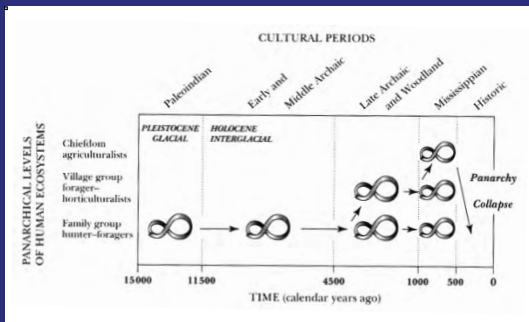 CULTURAL PERIODS
Paleoindian
Early and
Middle Archaic
Late Archaic
and Woodland
Mississippian
Historic
PANARCHICAL LEVELS
OF HUMAN ECOSYSTEMS
PLEISTOCENE
GLACIAL
HOLOCENE
INTERGLACIAL
Chiefdom
agriculturalists
Village group
forager–
horticulturalists
Family group
hunter–foragers
Panarchy
Collapse
15000
11500
4500
1000
500
0
TIME (calendar years ago)